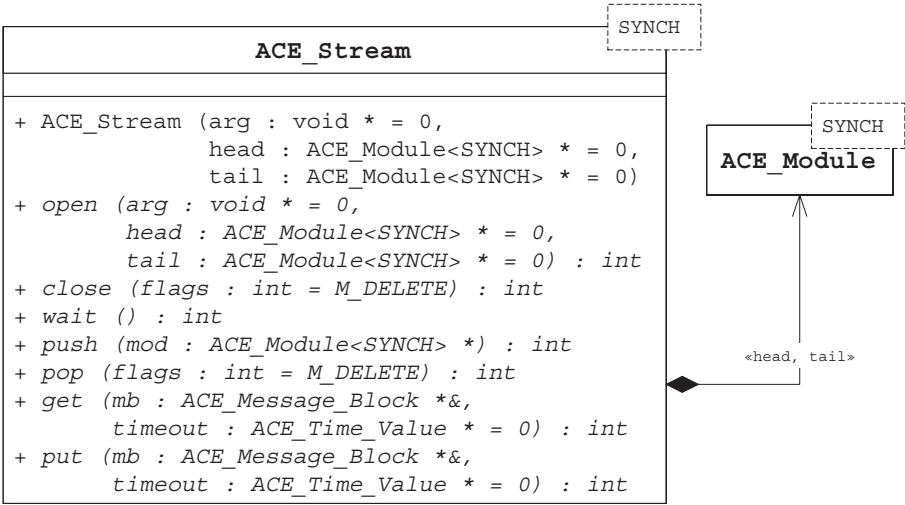 SYNCH
ACE_Stream
+ ACE_Stream (arg : void * = 0,
head : ACE_Module<SYNCH> * = 0,
tail : ACE_Module<SYNCH> * = 0)
+ open (arg : void * = 0,
head : ACE_Module<SYNCH> * = 0,
tail : ACE_Module<SYNCH> * = 0) : int
+ close (flags : int = M_DELETE) : int
+ wait () : int
+ push (mod : ACE_Module<SYNCH> *) : int
+ pop (flags : int = M_DELETE) : int
+ get (mb : ACE_Message_Block *&,
timeout : ACE_Time_Value * = 0) : int
+ put (mb : ACE_Message_Block *&,
timeout : ACE_Time_Value * = 0) : int
SYNCH
ACE_Module
«head, tail»